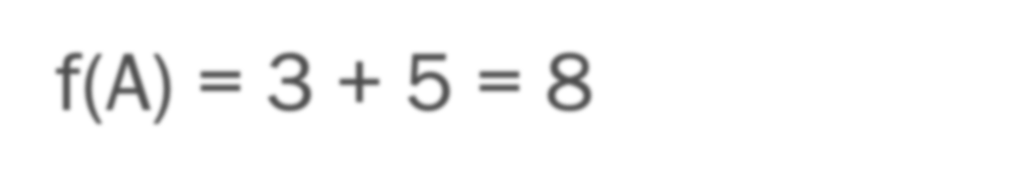 f(A) = 3 + 5 = 8